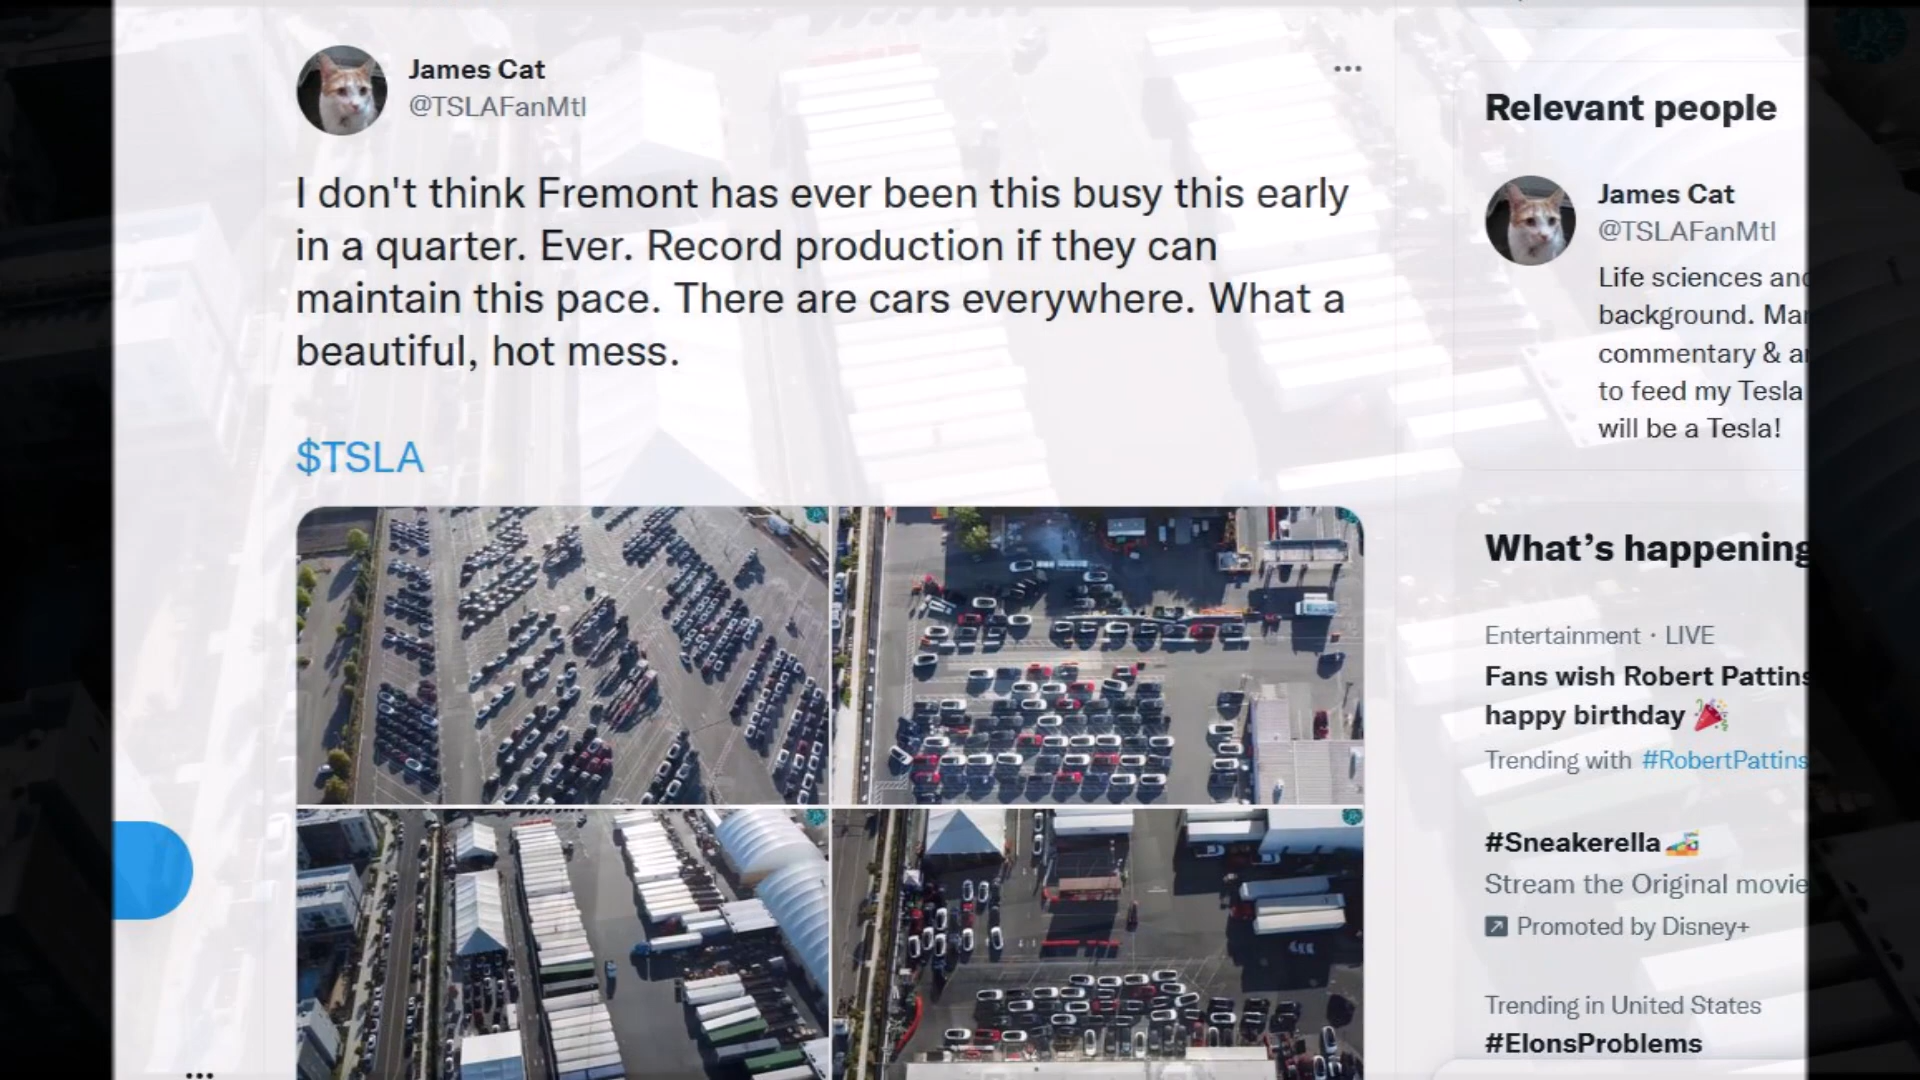 James Cat
@TSLAFanMtl
I don't think Fremont has ever been this busy this early
in a quarter. Ever. Record production if they can
maintain this pace. There are cars everywhere. What a
beautiful, hot mess.
$TSLA
Relevant people
James Cat
@TSLAFanMtl
Life sciences and
background. Mar
commentary & a
to feed my Tesla
will be a Tesla!
What's happening
Entertainment · LIVE
Fans wish Robert Pattins
happy birthday 🎉
Trending with #RobertPattins
#Sneakerella
Stream the Original movie
Promoted by Disney+
Trending in United States
#ElonsProblems